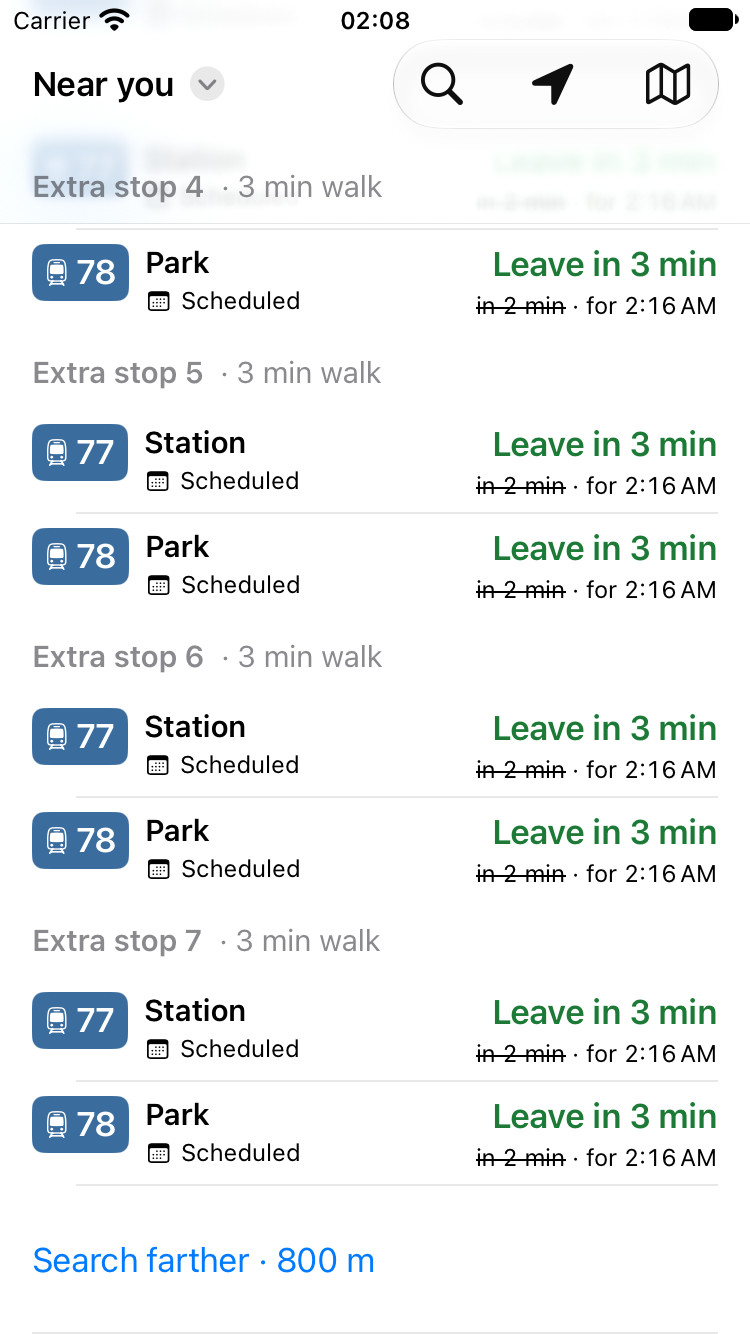 Carrier 02:08
Near you
Extra stop 4 · 3 min walk
78 Park Leave in 3 min
Scheduled in 2 min · for 2:16 AM
Extra stop 5 · 3 min walk
77 Station Leave in 3 min
Scheduled in 2 min · for 2:16 AM
78 Park Leave in 3 min
Scheduled in 2 min · for 2:16 AM
Extra stop 6 · 3 min walk
77 Station Leave in 3 min
Scheduled in 2 min · for 2:16 AM
78 Park Leave in 3 min
Scheduled in 2 min · for 2:16 AM
Extra stop 7 · 3 min walk
77 Station Leave in 3 min
Scheduled in 2 min · for 2:16 AM
78 Park Leave in 3 min
Scheduled in 2 min · for 2:16 AM
Search farther · 800 m